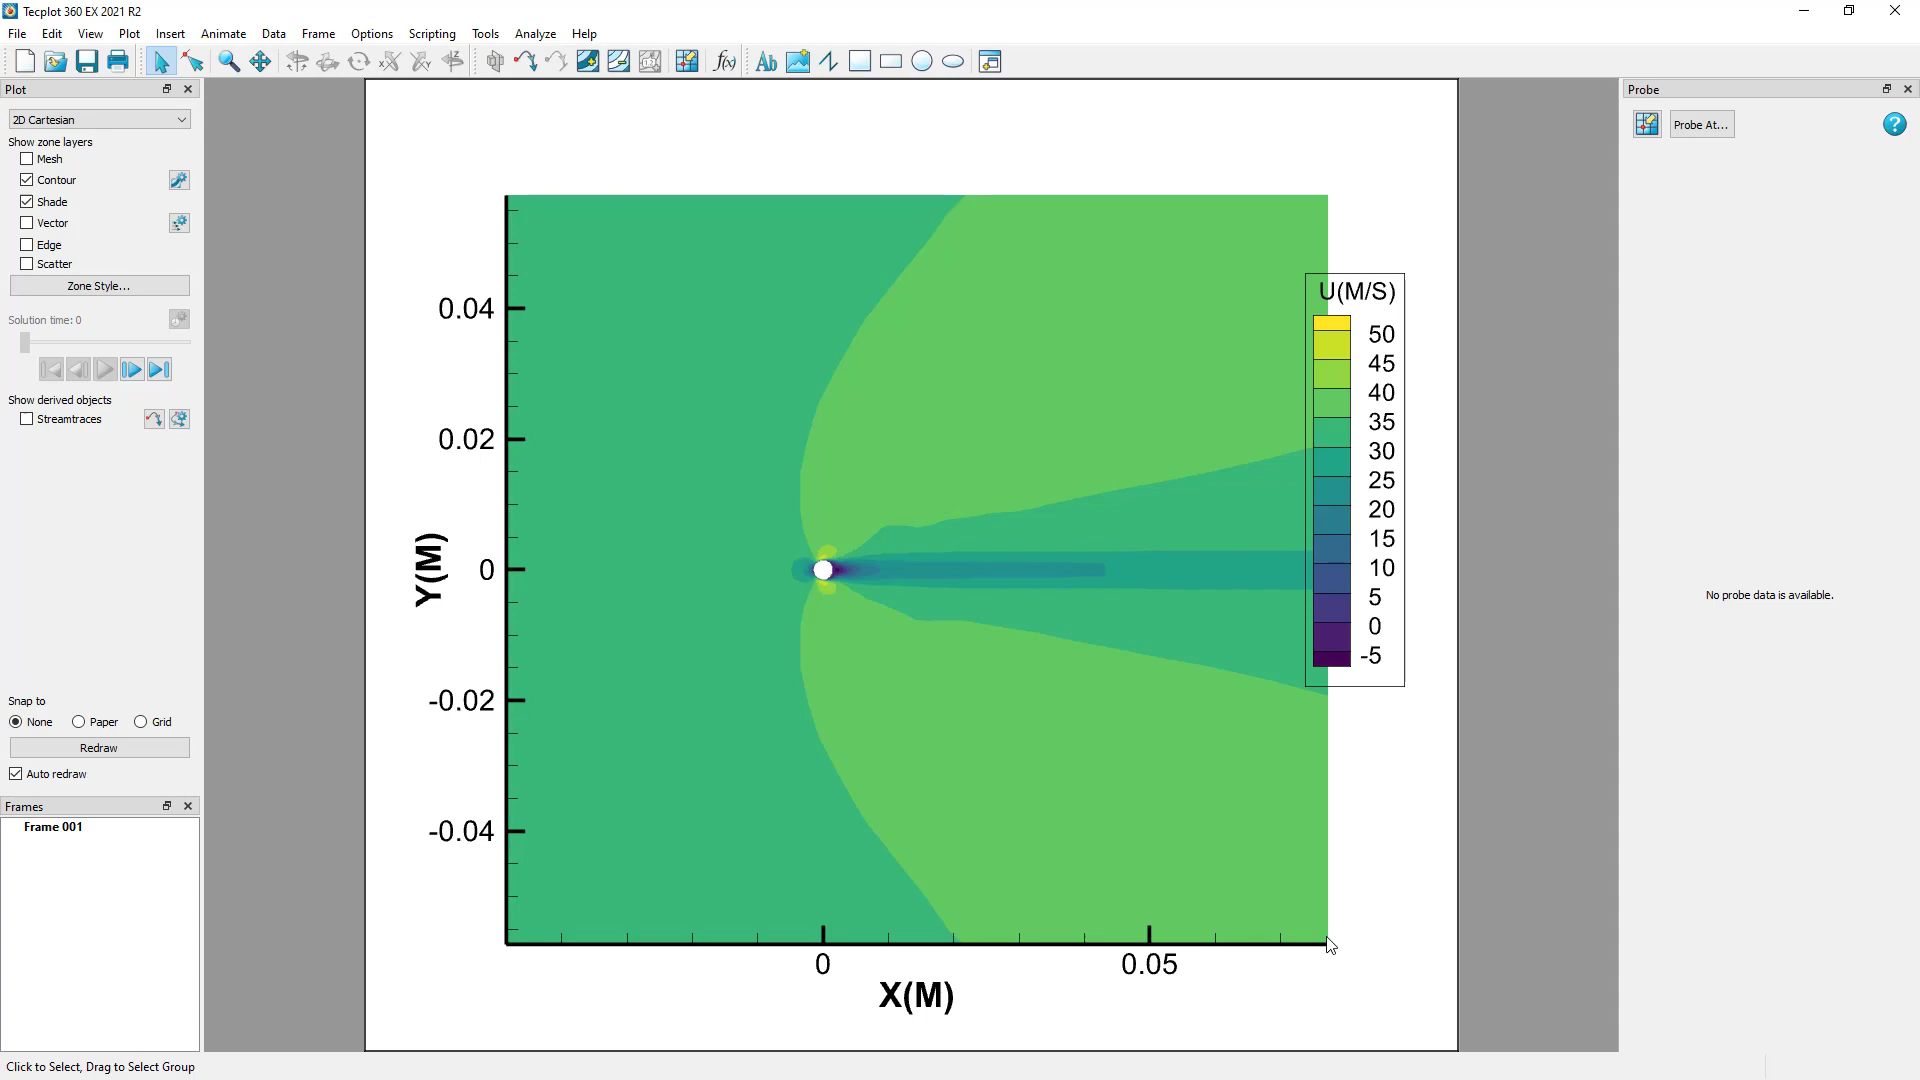 Tecplot 360 EX 2021 R2
File Edit View Plot Insert Animate Data Frame Options Scripting Tools Analyze Help
Plot
2D Cartesian
Show zone layers
Mesh
Contour
Shade
Vector
Edge
Scatter
Zone Style...
Solution time: 0
Show derived objects
Streamtraces
Snap to
None Paper Grid
Redraw
Auto redraw
Frames
Frame 001
Click to Select, Drag to Select Group
Y(M)
0.04
0.02
0
-0.02
-0.04
0 0.05
X(M)
U(M/S)
50
45
40
35
30
25
20
15
10
5
0
-5
Probe
Probe At...
?
No probe data is available.